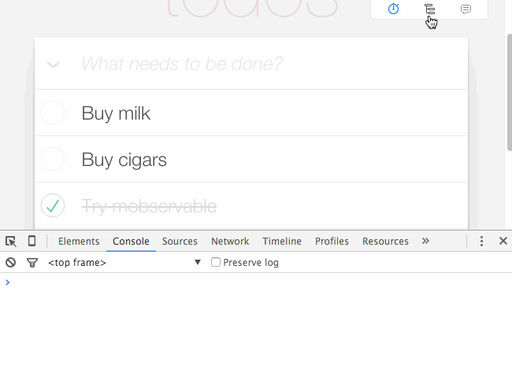 todos
What needs to be done?
Buy milk
Buy cigars
Try mobservable
Elements Console Sources Network Timeline Profiles Resources »
<top frame> Preserve log